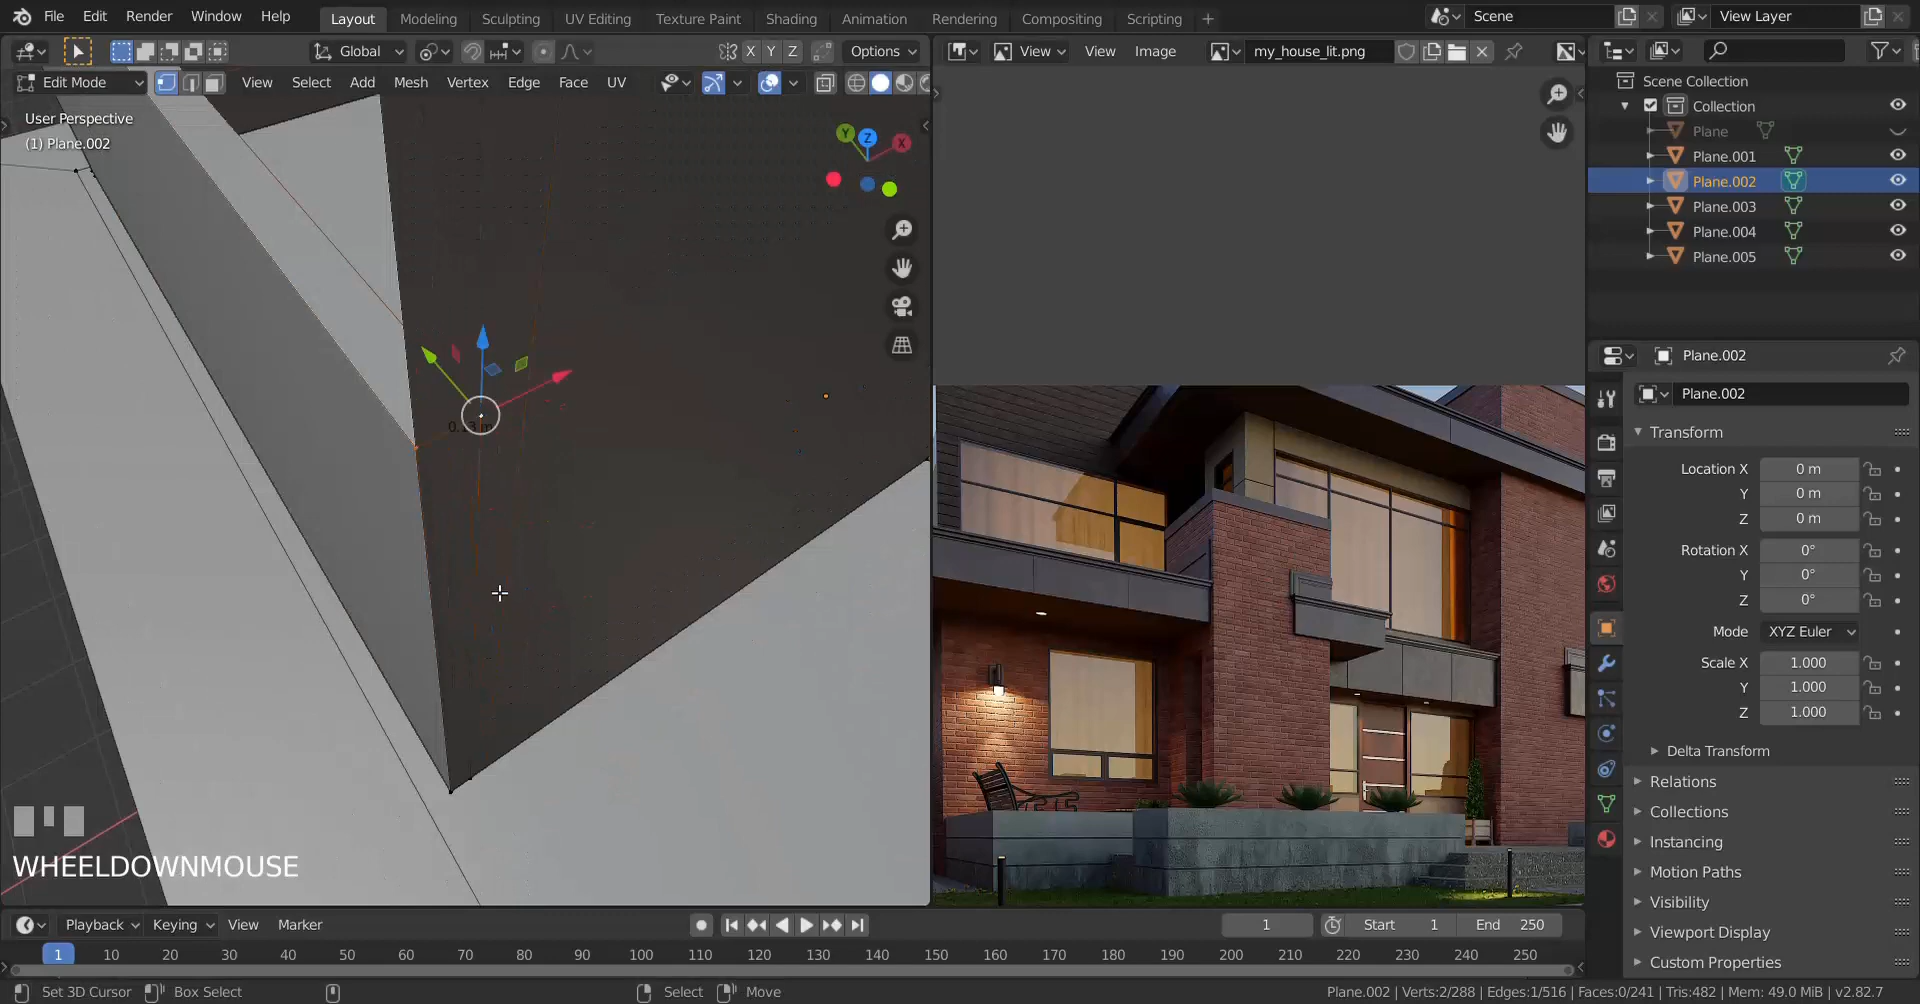 File Edit Render Window Help Layout Modeling Sculpting UV Editing Texture Paint Shading Animation Rendering Compositing Scripting + Scene View Layer
Global X Y Z Options View View Image my_house_lit.png
Edit Mode View Select Add Mesh Vertex Edge Face UV
User Perspective
(1) Plane.002
Y Z X
Scene Collection
Collection
Plane
Plane.001
Plane.002
Plane.003
Plane.004
Plane.005
Plane.002
Plane.002
Transform
Location X 0 m
Y 0 m
Z 0 m
Rotation X 0°
Y 0°
Z 0°
Mode XYZ Euler
Scale X 1.000
Y 1.000
Z 1.000
Delta Transform
Relations
Collections
Instancing
Motion Paths
Visibility
Viewport Display
Custom Properties
WHEELDOWNMOUSE
Playback Keying View Marker 1 Start 1 End 250
1 10 20 30 40 50 60 70 80 90 100 110 120 130 140 150 160 170 180 190 200 210 220 230 240 250
Set 3D Cursor Box Select Select Move Plane.002 | Verts:2/288 | Edges:1/516 | Faces:0/241 | Tris:482 | Mem: 49.0 MiB | v2.82.7